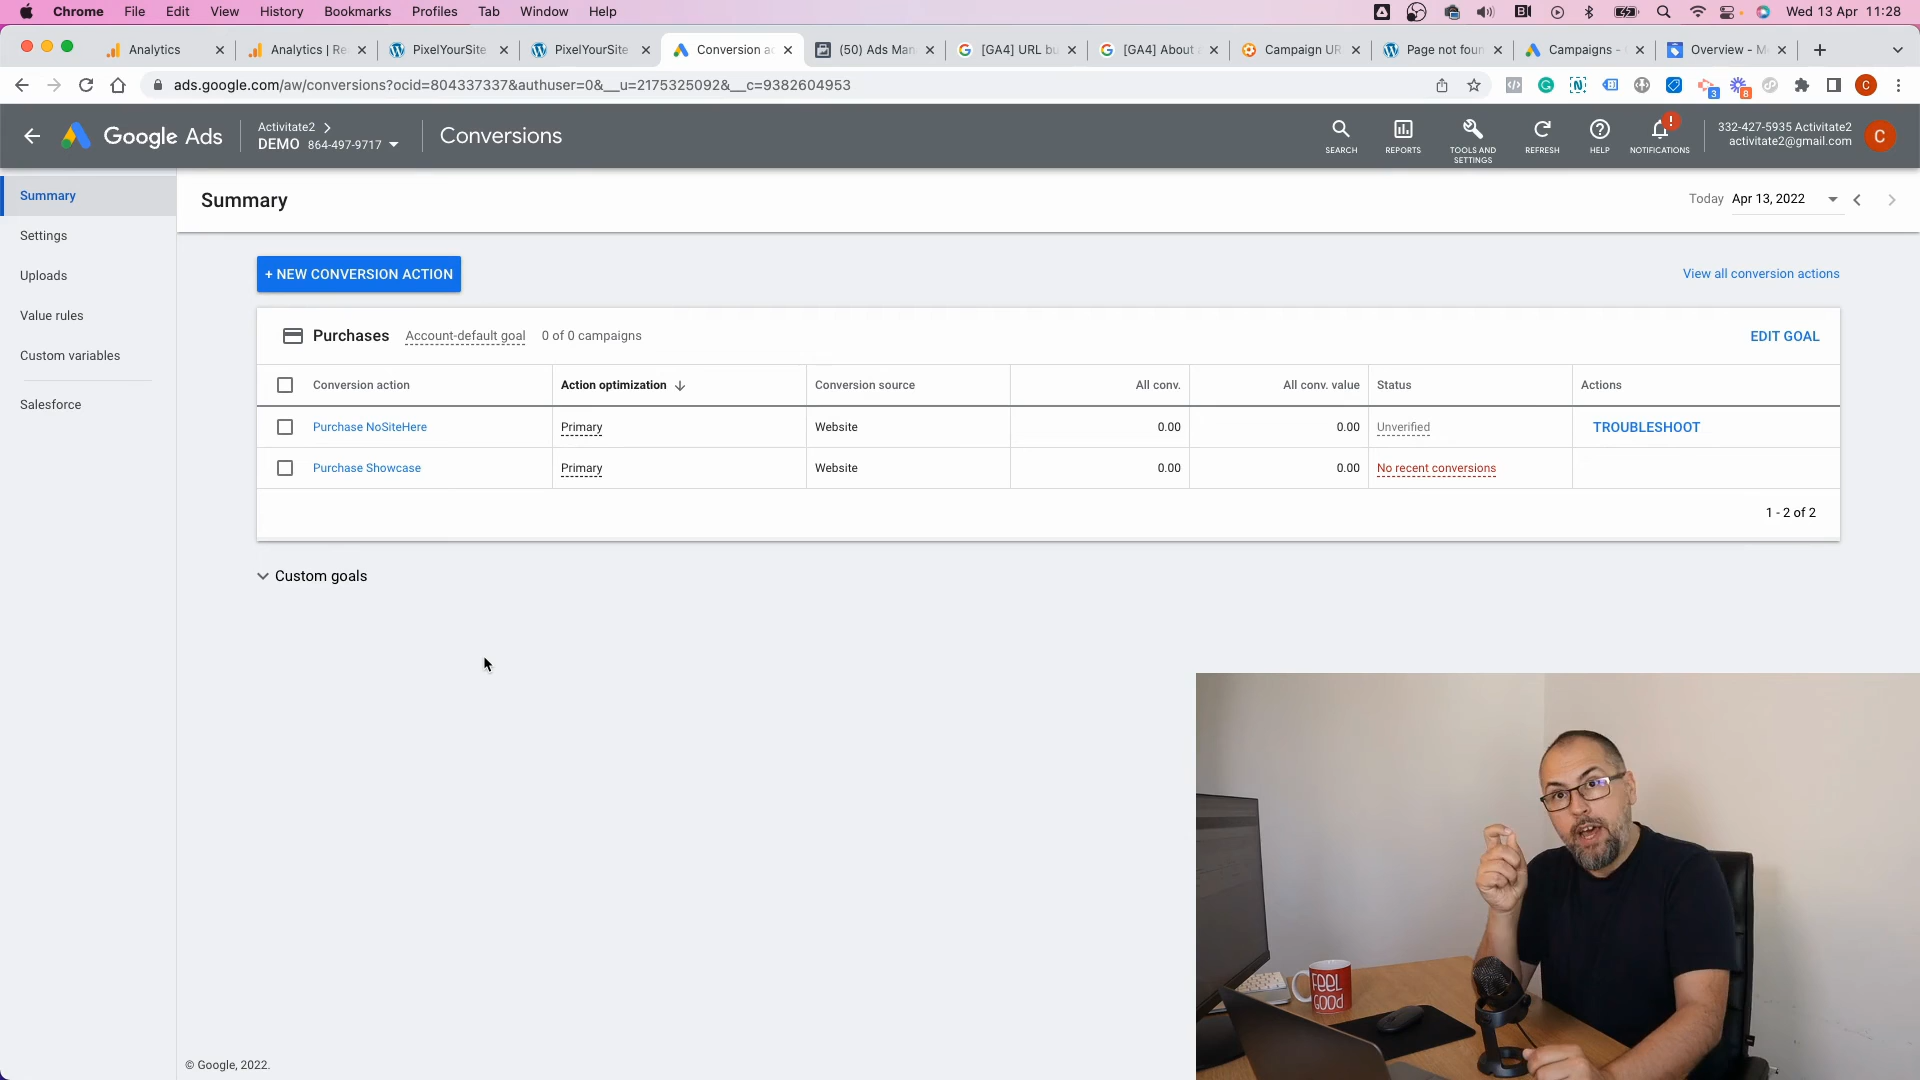 Chrome File Edit View History Bookmarks Profiles Tab Window Help
Wed 13 Apr 11:28
Analytics
Analytics | Re
PixelYourSite
PixelYourSite
Conversion ac
(50) Ads Man
[GA4] URL bu
[GA4] About
Campaign UR
Page not foun
Campaigns -
Overview - M
ads.google.com/aw/conversions?ocid=804337337&authuser=0&__u=2175325092&__c=9382604953
3
8
C
Google Ads
Activitate2
DEMO 864-497-9717
Conversions
SEARCH
REPORTS
TOOLS AND SETTINGS
REFRESH
HELP
NOTIFICATIONS
332-427-5935 Activitate2
activitate2@gmail.com
C
Summary
Settings
Uploads
Value rules
Custom variables
Salesforce
Summary
Today Apr 13, 2022
+ NEW CONVERSION ACTION
View all conversion actions
Purchases Account-default goal 0 of 0 campaigns EDIT GOAL
Conversion action Action optimization Conversion source All conv. All conv. value Status Actions
Purchase NoSiteHere Primary Website 0.00 0.00 Unverified TROUBLESHOOT
Purchase Showcase Primary Website 0.00 0.00 No recent conversions
1 - 2 of 2
Custom goals
FEEL
GOOD
© Google, 2022.